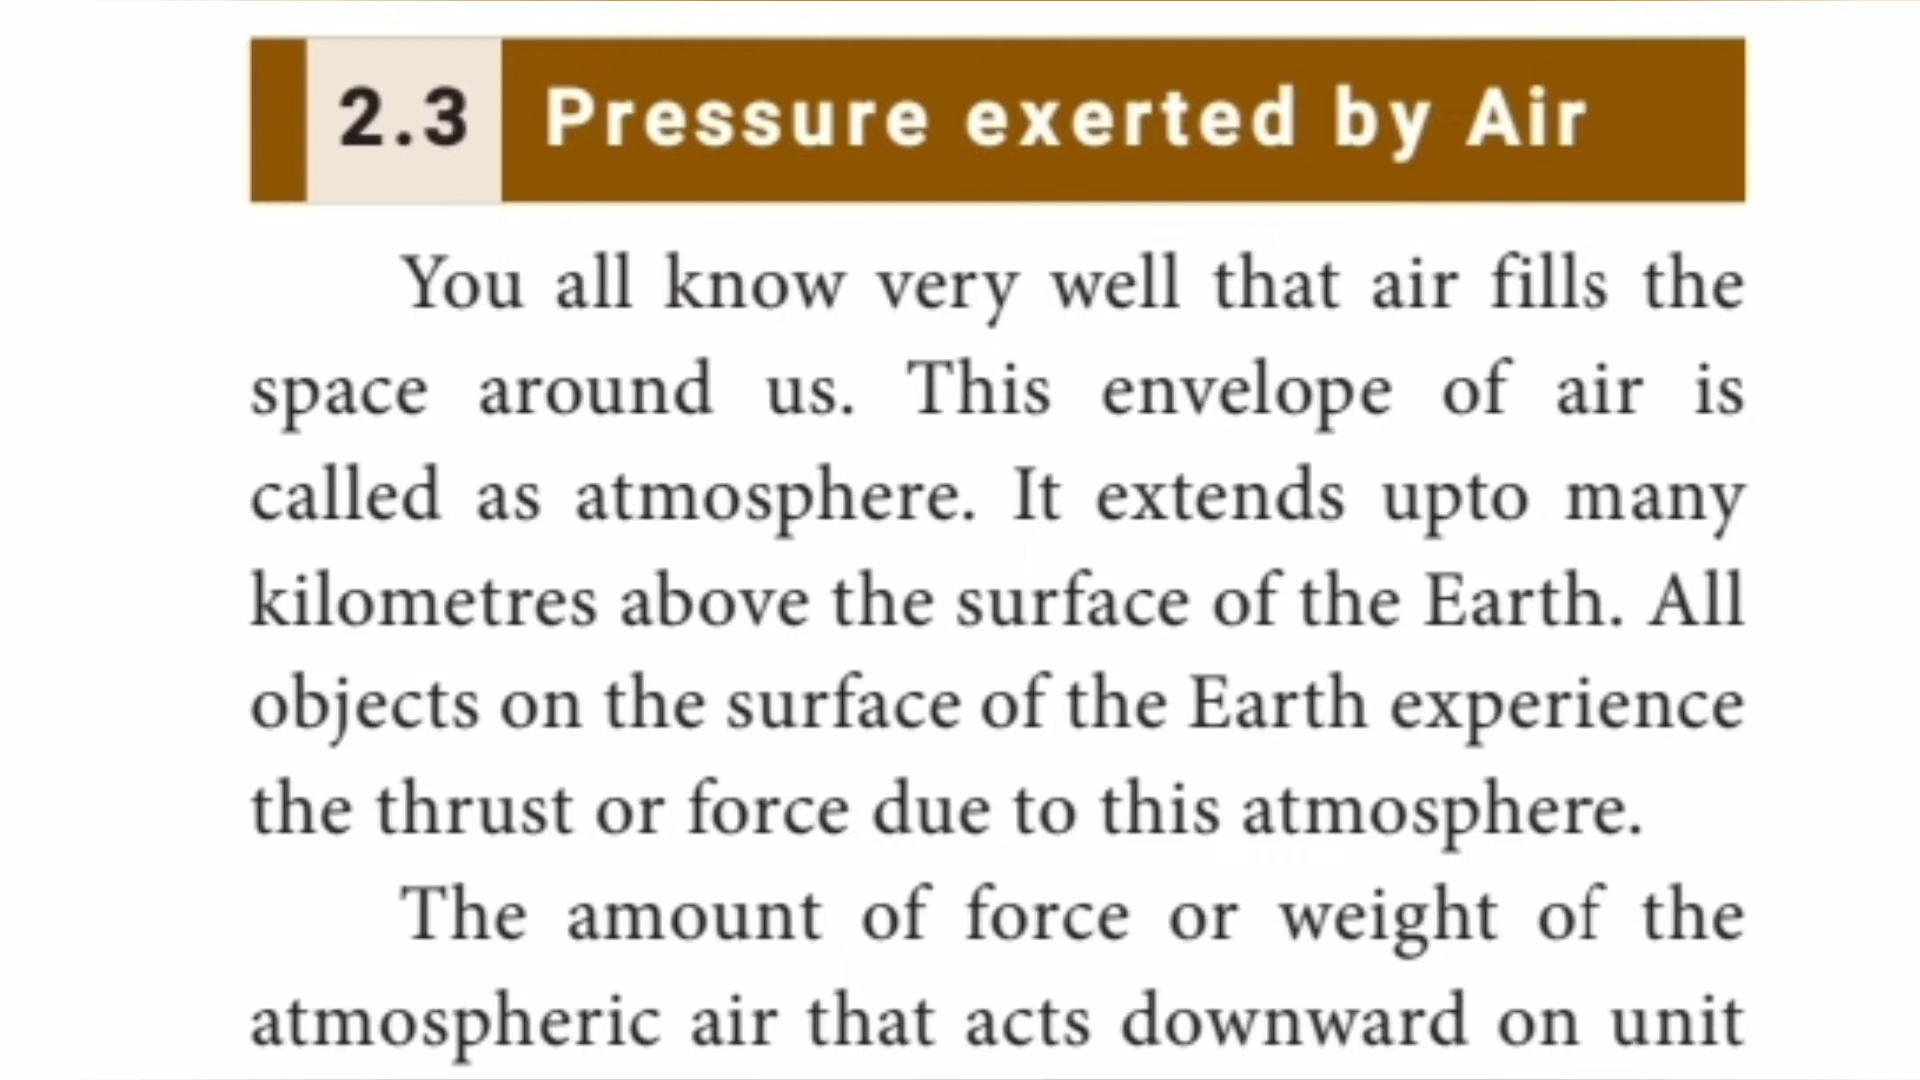 2.3 Pressure exerted by Air
You all know very well that air fills the
space around us. This envelope of air is
called as atmosphere. It extends upto many
kilometres above the surface of the Earth. All
objects on the surface of the Earth experience
the thrust or force due to this atmosphere.
The amount of force or weight of the
atmospheric air that acts downward on unit